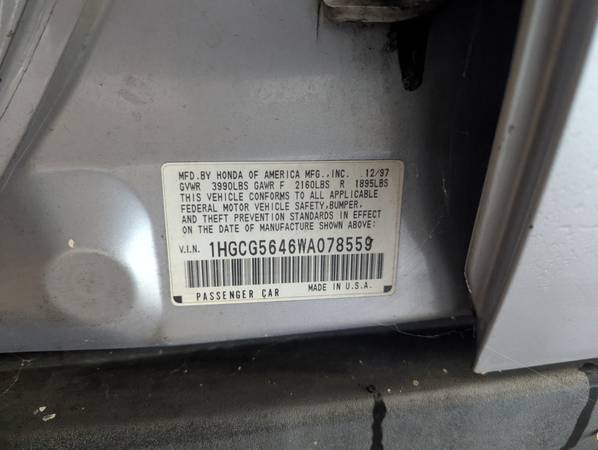 MFD.BY HONDA OF AMERICA MFG.,INC. 12/97
GVWR 3990LBS GAWR F 2160LBS R 1895LBS
THIS VEHICLE CONFORMS TO ALL APPLICABLE
FEDERAL MOTOR VEHICLE SAFETY,BUMPER,
AND THEFT PREVENTION STANDARDS IN EFFECT
ON THE DATE OF MANUFACTURE SHOWN ABOVE:
V.I.N. 1HGCG5646WA078559
PASSENGER CAR MADE IN U.S.A.